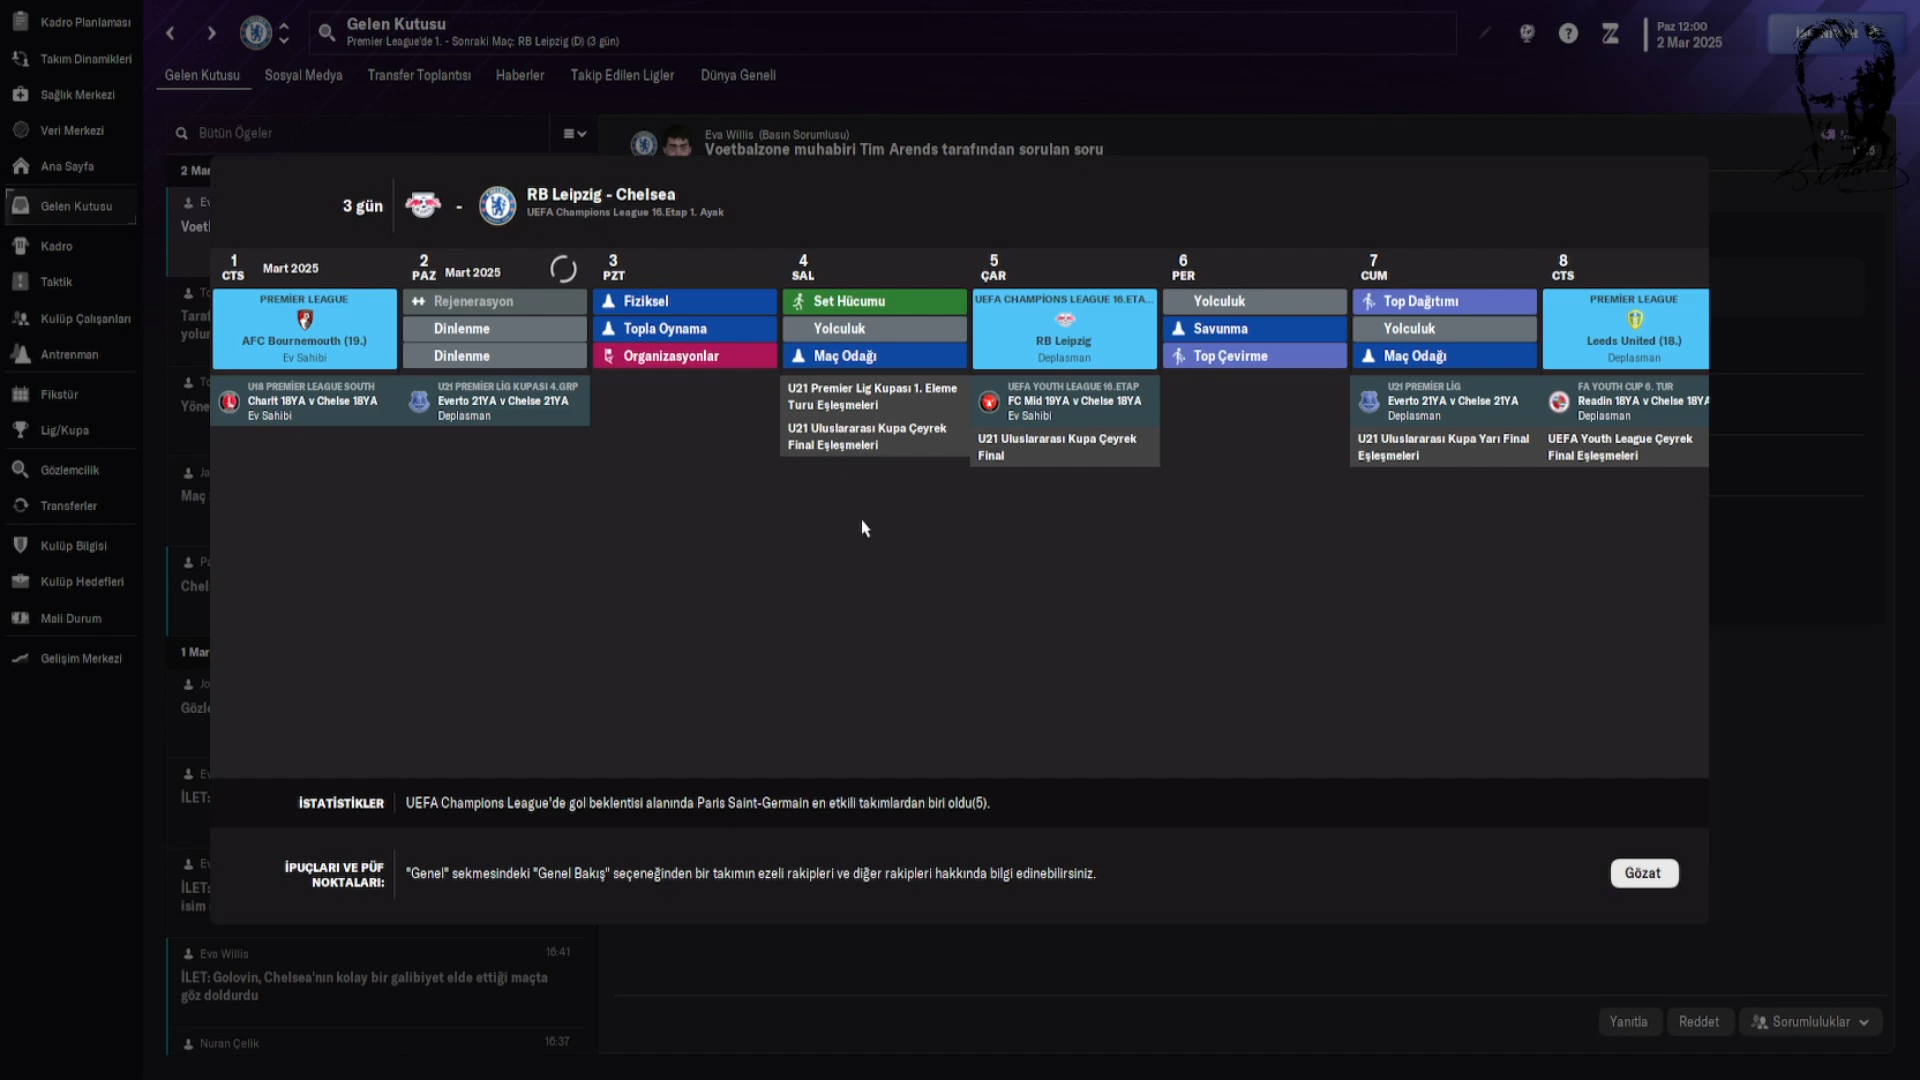 Kadro Planlaması
Takım Dinamikleri
Sağlık Merkezi
Veri Merkezi
Ana Sayfa
Gelen Kutusu
Kadro
Taktik
Kulüp Çalışanları
Antrenman
Fikstür
Lig/Kupa
Gözlemcilik
Transferler
Kulüp Bilgisi
Kulüp Hedefleri
Mali Durum
Gelişim Merkezi
Gelen Kutusu
Premier League'de 1. - Sonraki Maç: RB Leipzig (D) (3 gün)
Paz 12:00
2 Mar 2025
Gelen Kutusu
Sosyal Medya
Transfer Toplantısı
Haberler
Takip Edilen Ligler
Dünya Geneli
Bütün Ögeler
Eva Willis (Basın Sorumlusu)
Voetbalzone muhabiri Tim Arends tarafından sorulan soru
2 Mar
3 gün
-
RB Leipzig - Chelsea
UEFA Champions League 16.Etap 1. Ayak
1
CTS
Mart 2025
PREMİER LEAGUE
AFC Bournemouth (19.)
Ev Sahibi
U18 PREMİER LEAGUE SOUTH
Charlt 18YA v Chelse 18YA
Ev Sahibi
2
PAZ
Mart 2025
Rejenerasyon
Dinlenme
Dinlenme
U21 PREMİER LİG KUPASI 4.GRP
Everto 21YA v Chelse 21YA
Deplasman
3
PZT
Fiziksel
Topla Oynama
Organizasyonlar
4
SAL
Set Hücumu
Yolculuk
Maç Odağı
U21 Premier Lig Kupası 1. Eleme
Turu Eşleşmeleri
U21 Uluslararası Kupa Çeyrek
Final Eşleşmeleri
5
ÇAR
UEFA CHAMPİONS LEAGUE 16.ETA...
RB Leipzig
Deplasman
UEFA YOUTH LEAGUE 16.ETAP
FC Mid 19YA v Chelse 18YA
Ev Sahibi
U21 Uluslararası Kupa Çeyrek
Final
6
PER
Yolculuk
Savunma
Top Çevirme
7
CUM
Top Dağıtımı
Yolculuk
Maç Odağı
U21 PREMİER LİG
Everto 21YA v Chelse 21YA
Deplasman
U21 Uluslararası Kupa Yarı Final
Eşleşmeleri
8
CTS
PREMİER LEAGUE
Leeds United (18.)
Deplasman
FA YOUTH CUP 6. TUR
Readin 18YA v Chelse 18YA
Deplasman
UEFA Youth League Çeyrek
Final Eşleşmeleri
1 Mar
İSTATİSTİKLER
UEFA Champions League'de gol beklentisi alanında Paris Saint-Germain en etkili takımlardan biri oldu(5).
İPUÇLARI VE PÜF
NOKTALARI:
"Genel" sekmesindeki "Genel Bakış" seçeneğinden bir takımın ezeli rakipleri ve diğer rakipleri hakkında bilgi edinebilirsiniz.
Gözat
Eva Willis
16:41
İLET: Golovin, Chelsea'nın kolay bir galibiyet elde ettiği maçta
göz doldurdu
Nuran Çelik
16:37
Yanıtla
Reddet
Sorumluluklar